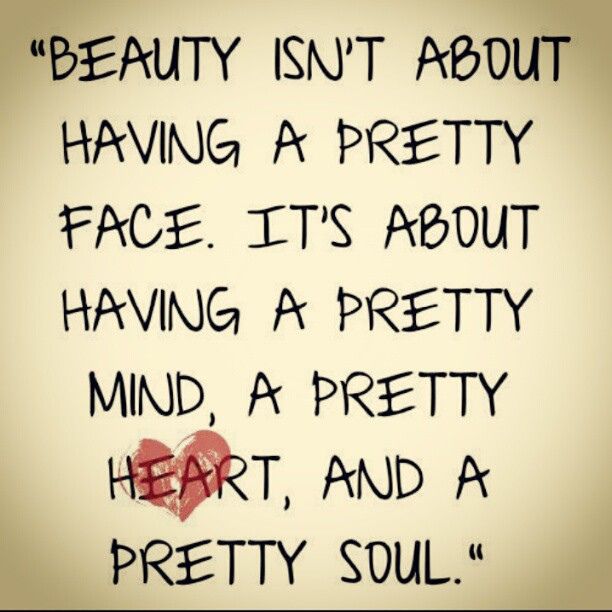 "BEAUTY ISN'T ABOUT
HAVING A PRETTY
FACE. IT'S ABOUT
HAVING A PRETTY
MIND, A PRETTY
HEART, AND A
PRETTY SOUL."